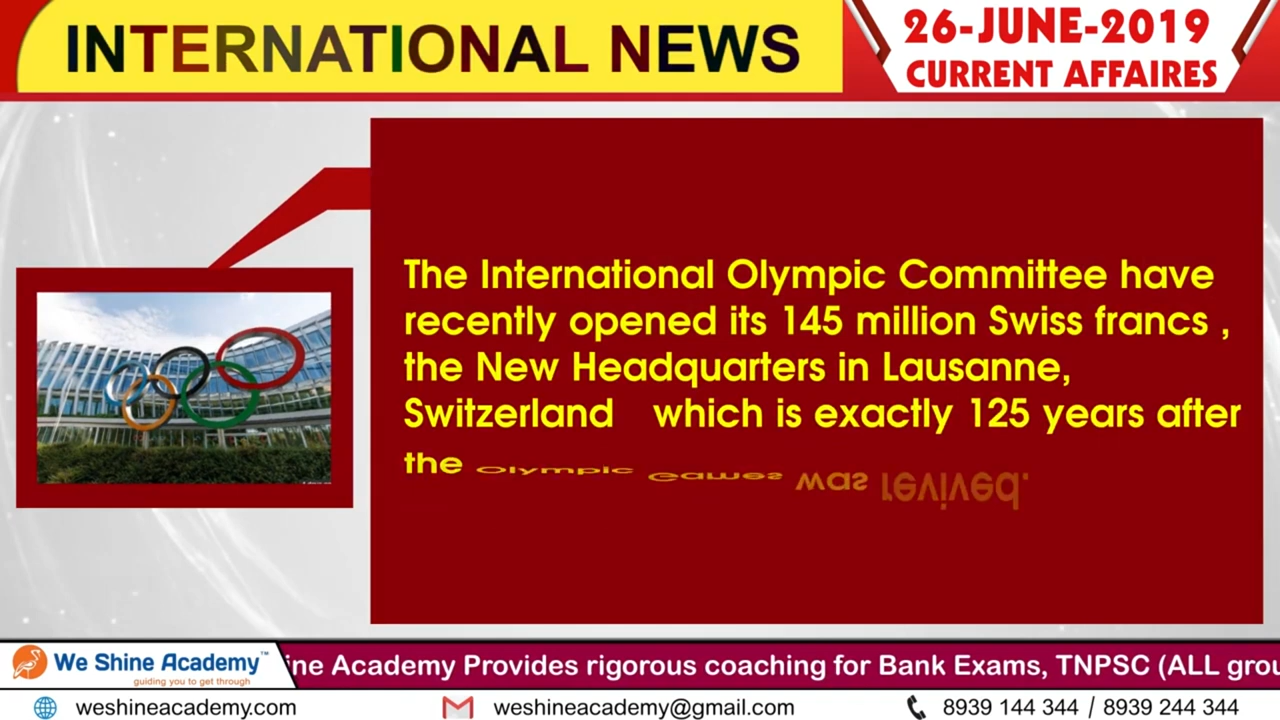 INTERNATIONAL NEWS
26-JUNE-2019
CURRENT AFFAIRES
The International Olympic Committee have
recently opened its 145 million Swiss francs ,
the New Headquarters in Lausanne,
Switzerland which is exactly 125 years after
the Olympic Games was revived.
We Shine Academy™
guiding you to get through
ine Academy Provides rigorous coaching for Bank Exams, TNPSC (ALL grou
weshineacademy.com
weshineacademy@gmail.com
8939 144 344 / 8939 244 344